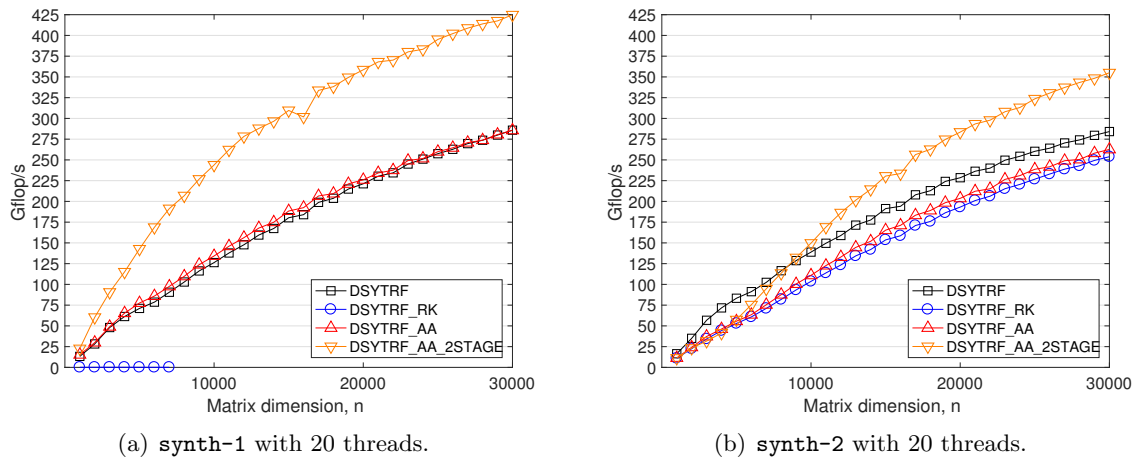 425
400
375
350
325
300
275
250
225
200
175
150
125
100
75
50
25
0
Gflop/s
10000 20000 30000
Matrix dimension, n
DSYTRF
DSYTRF_RK
DSYTRF_AA
DSYTRF_AA_2STAGE
(a) synth-1 with 20 threads.
425
400
375
350
325
300
275
250
225
200
175
150
125
100
75
50
25
0
Gflop/s
10000 20000 30000
Matrix dimension, n
DSYTRF
DSYTRF_RK
DSYTRF_AA
DSYTRF_AA_2STAGE
(b) synth-2 with 20 threads.